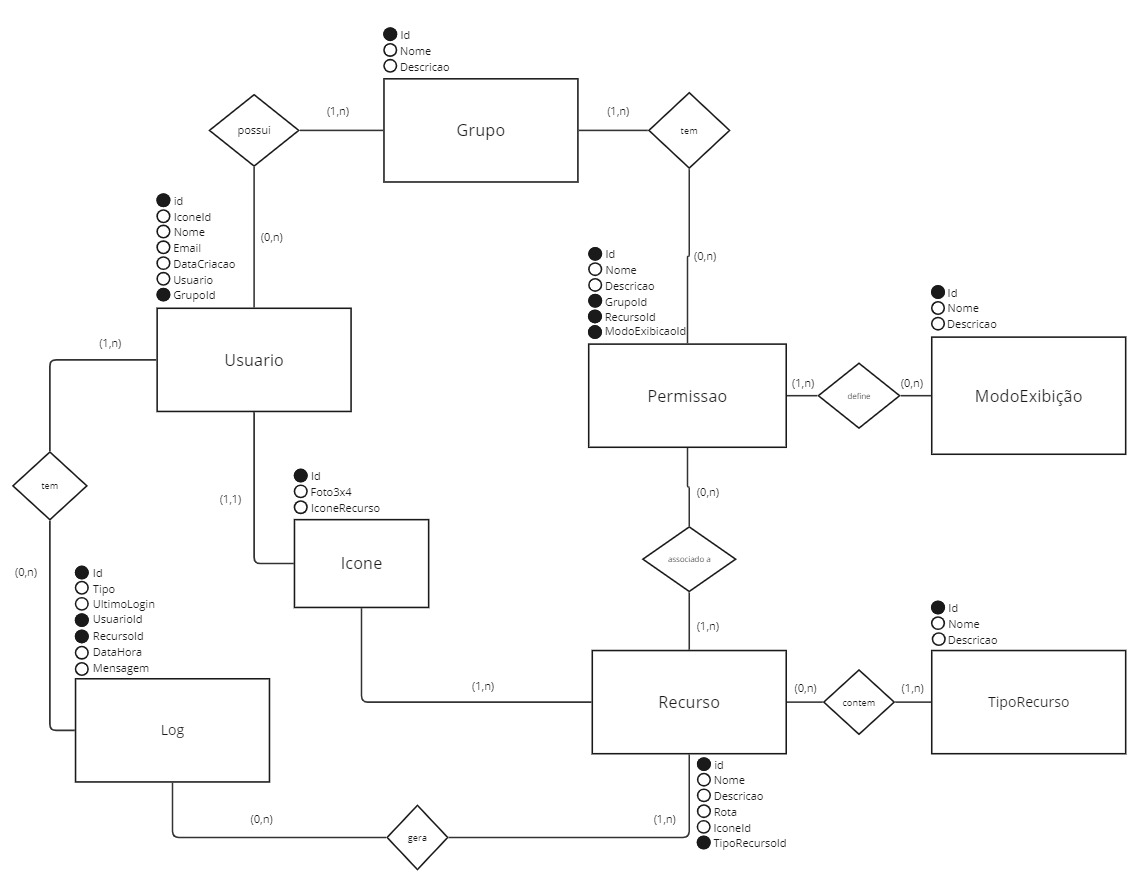 Id
Nome
Descricao
Grupo
(1,n)
(1,n)
possui
tem
id
IconeId
Nome
Email
DataCriacao
Usuario
GrupoId
(0,n)
Usuario
(1,n)
(0,n)
Id
Nome
Descricao
GrupoId
RecursoId
ModoExibicaoId
Permissao
(1,n)
define
(0,n)
Id
Nome
Descricao
ModoExibição
tem
(1,1)
Id
Foto3x4
IconeRecurso
Icone
(0,n)
associado a
(1,n)
(0,n)
Id
Tipo
UltimoLogin
UsuarioId
RecursoId
DataHora
Mensagem
Log
(1,n)
Recurso
(0,n)
contem
(1,n)
Id
Nome
Descricao
TipoRecurso
id
Nome
Descricao
Rota
IconeId
TipoRecursoId
(0,n)
gera
(1,n)